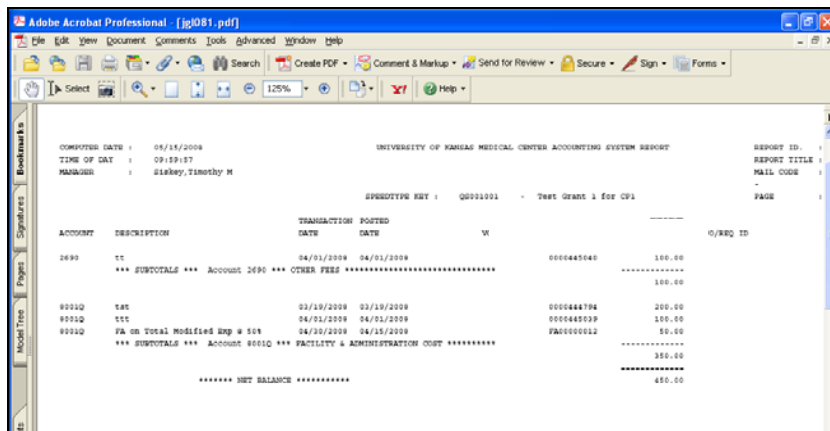 Adobe Acrobat Professional - [jgl081.pdf]
File Edit View Document Comments Tools Advanced Window Help
Search Create PDF Comment & Markup Send for Review Secure Sign Forms
Select 125% Y! Help
Bookmarks
Signatures
Pages
Model Tree
COMPUTER DATE : 05/15/2008 UNIVERSITY OF KANSAS MEDICAL CENTER ACCOUNTING SYSTEM REPORT REPORT ID. :
TIME OF DAY : 09:59:57 REPORT TITLE :
MANAGER : Siskey,Timothy M MAIL CODE :
-
SPEEDTYPE KEY : QS001001 - Test Grant 1 for CP1 PAGE :
TRANSACTION POSTED
ACCOUNT DESCRIPTION DATE DATE O/REQ ID
2690 tt 04/01/2008 04/01/2008 0000445040 100.00
*** SUBTOTALS *** Account 2690 *** OTHER FEES ********************************* -------------
100.00
8001Q tst 03/19/2008 03/19/2008 0000444794 200.00
8001Q ttt 04/01/2008 04/01/2008 0000445039 100.00
8001Q FA on Total Modified Exp @ 50% 04/30/2008 04/15/2008 FA00000012 50.00
*** SUBTOTALS *** Account 8001Q *** FACILITY & ADMINISTRATION COST ********** -------------
350.00
-------------
******* NET BALANCE *********** 450.00